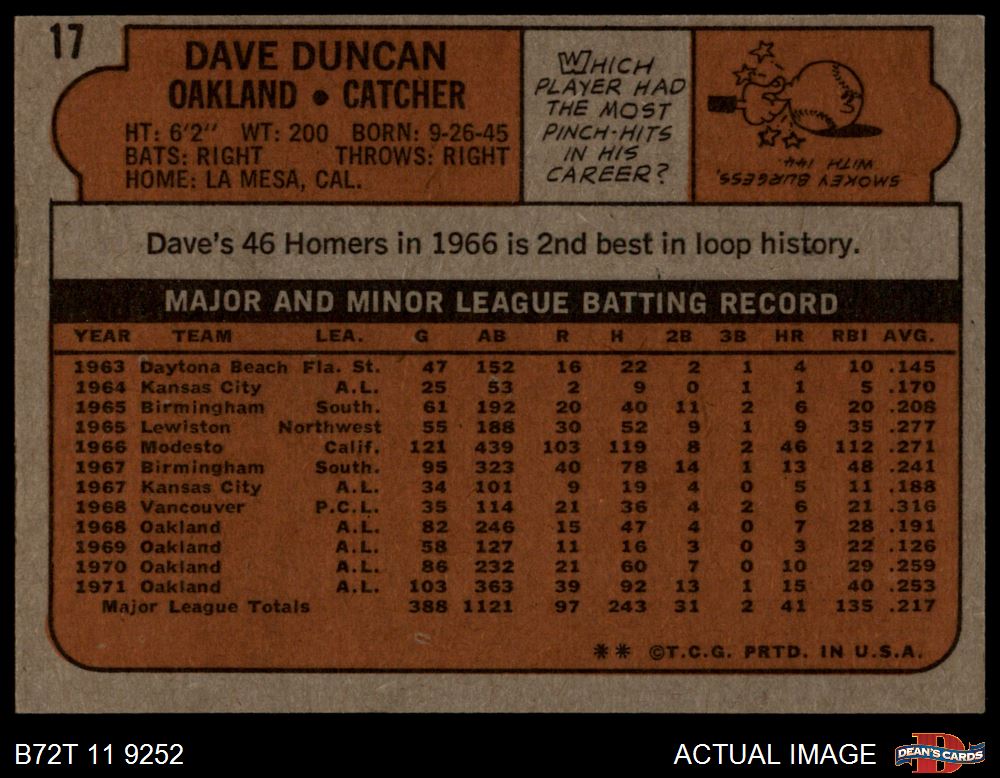 17
DAVE DUNCAN
OAKLAND • CATCHER
HT: 6'2" WT: 200 BORN: 9-26-45
BATS: RIGHT THROWS: RIGHT
HOME: LA MESA, CAL.
WHICH
PLAYER HAD
THE MOST
PINCH-HITS
IN HIS
CAREER?
SMOKEY BURGESS,
WITH 144.
Dave's 46 Homers in 1966 is 2nd best in loop history.
MAJOR AND MINOR LEAGUE BATTING RECORD
YEAR TEAM LEA. G AB R H 2B 3B HR RBI AVG.
1963 Daytona Beach Fla. St. 47 152 16 22 2 1 4 10 .145
1964 Kansas City A.L. 25 53 2 9 0 1 1 5 .170
1965 Birmingham South. 61 192 20 40 11 2 6 20 .208
1965 Lewiston Northwest 55 188 30 52 9 1 9 35 .277
1966 Modesto Calif. 121 439 103 119 8 2 46 112 .271
1967 Birmingham South. 95 323 40 78 14 1 13 48 .241
1967 Kansas City A.L. 34 101 9 19 4 0 5 11 .188
1968 Vancouver P.C.L. 35 114 21 36 4 2 6 21 .316
1968 Oakland A.L. 82 246 15 47 4 0 7 28 .191
1969 Oakland A.L. 58 127 11 16 3 0 3 22 .126
1970 Oakland A.L. 86 232 21 60 7 0 10 29 .259
1971 Oakland A.L. 103 363 39 92 13 1 15 40 .253
Major League Totals 388 1121 97 243 31 2 41 135 .217
** ©T.C.G. PRTD. IN U.S.A.
B72T 11 9252
ACTUAL IMAGE
DEAN'S CARDS